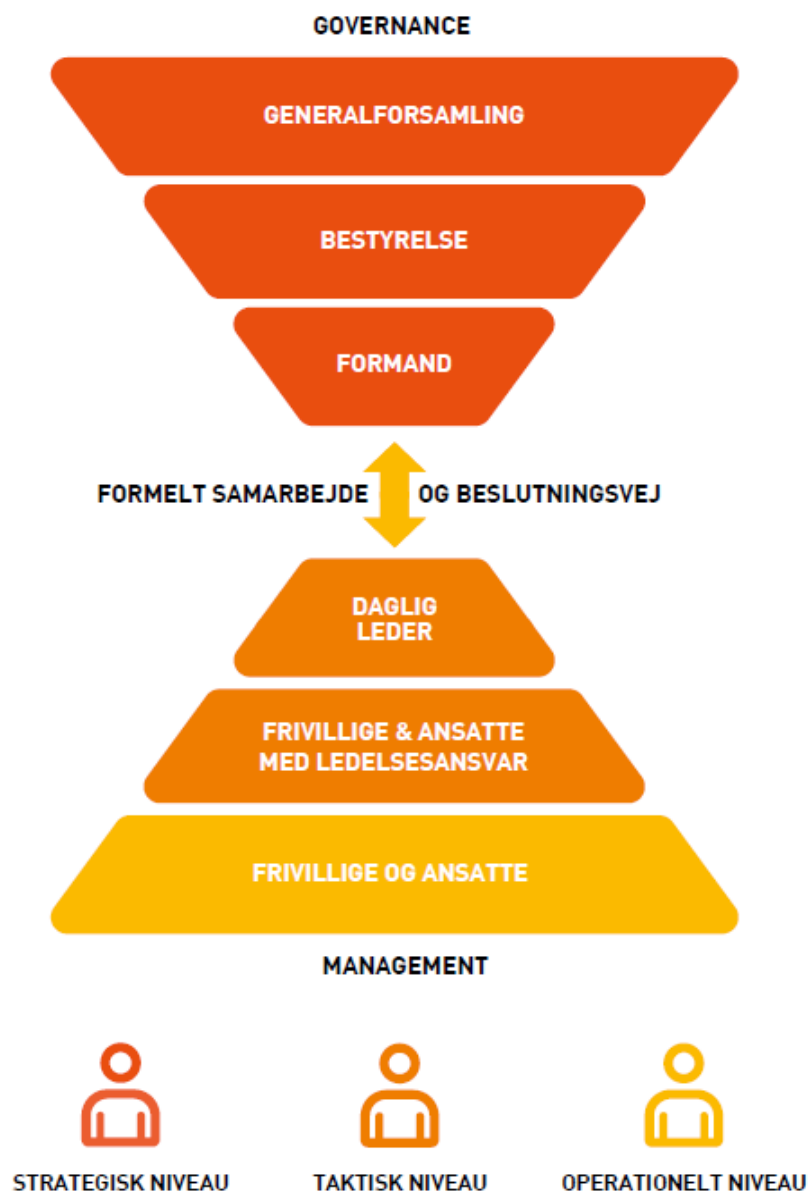 GOVERNANCE
GENERALFORSAMLING
BESTYRELSE
FORMAND
FORMELT SAMARBEJDE OG BESLUTNINGSVEJ
DAGLIG
LEDER
FRIVILLIGE & ANSATTE
MED LEDELSESANSVAR
FRIVILLIGE OG ANSATTE
MANAGEMENT
STRATEGISK NIVEAU TAKTISK NIVEAU OPERATIONELT NIVEAU